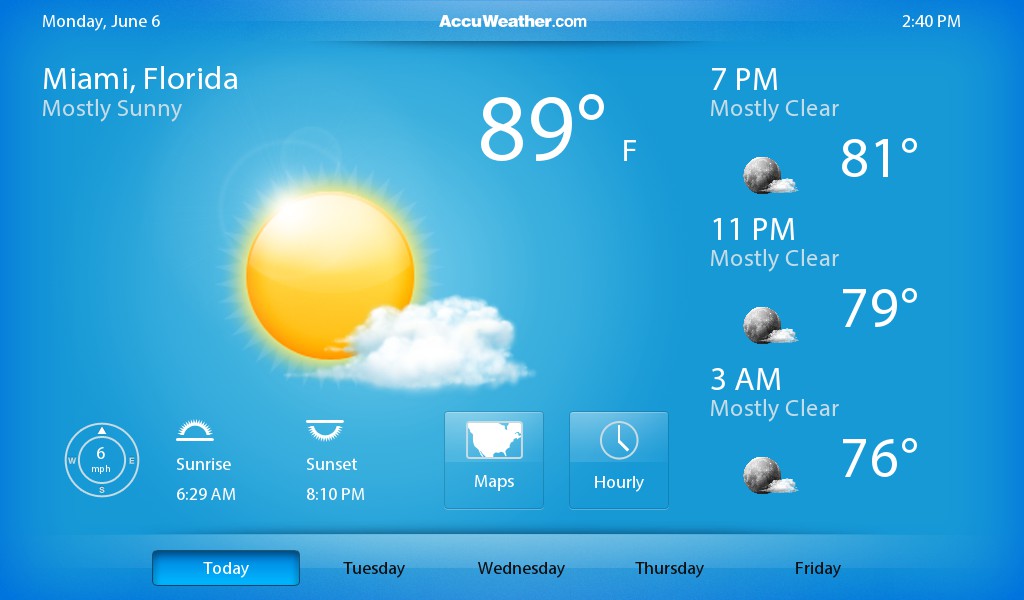 Monday, June 6
AccuWeather.com
2:40 PM
Miami, Florida
Mostly Sunny
89°
F
7 PM
Mostly Clear
81°
11 PM
Mostly Clear
79°
3 AM
Mostly Clear
76°
W
6
mph
E
S
Sunrise
6:29 AM
Sunset
8:10 PM
Maps
Hourly
Today
Tuesday
Wednesday
Thursday
Friday